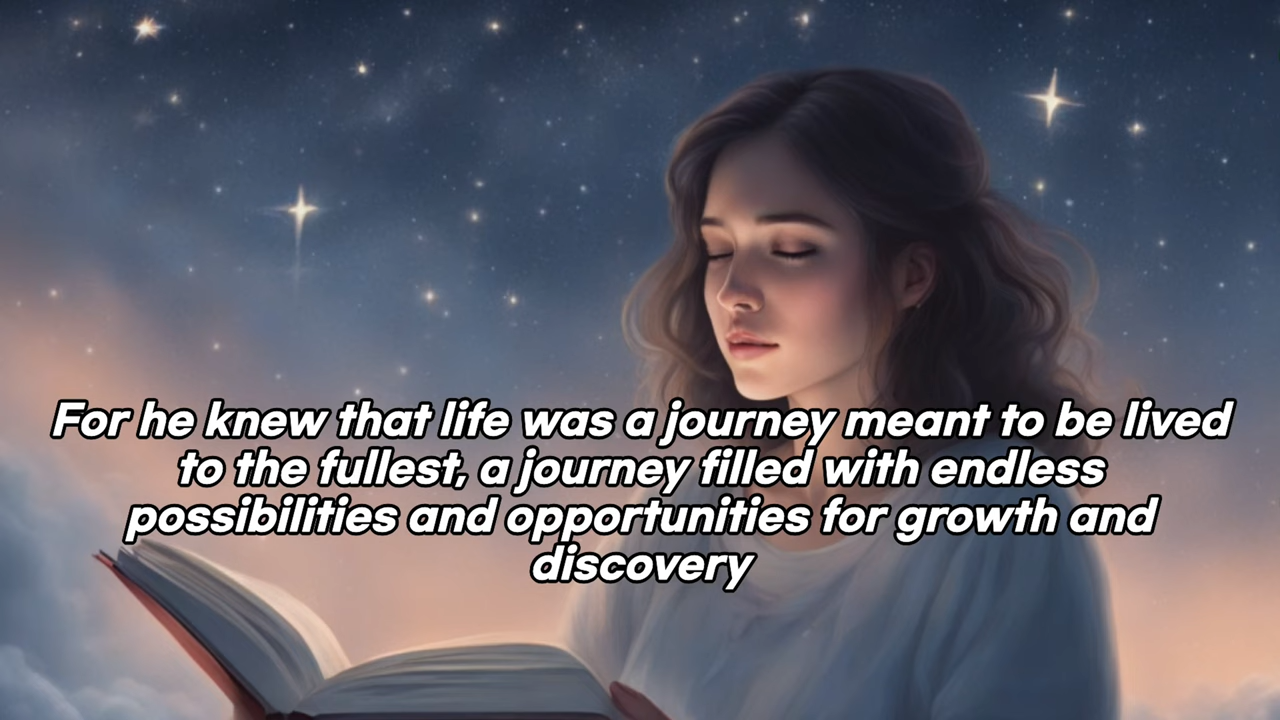 For he knew that life was a journey meant to be lived
to the fullest, a journey filled with endless
possibilities and opportunities for growth and
discovery